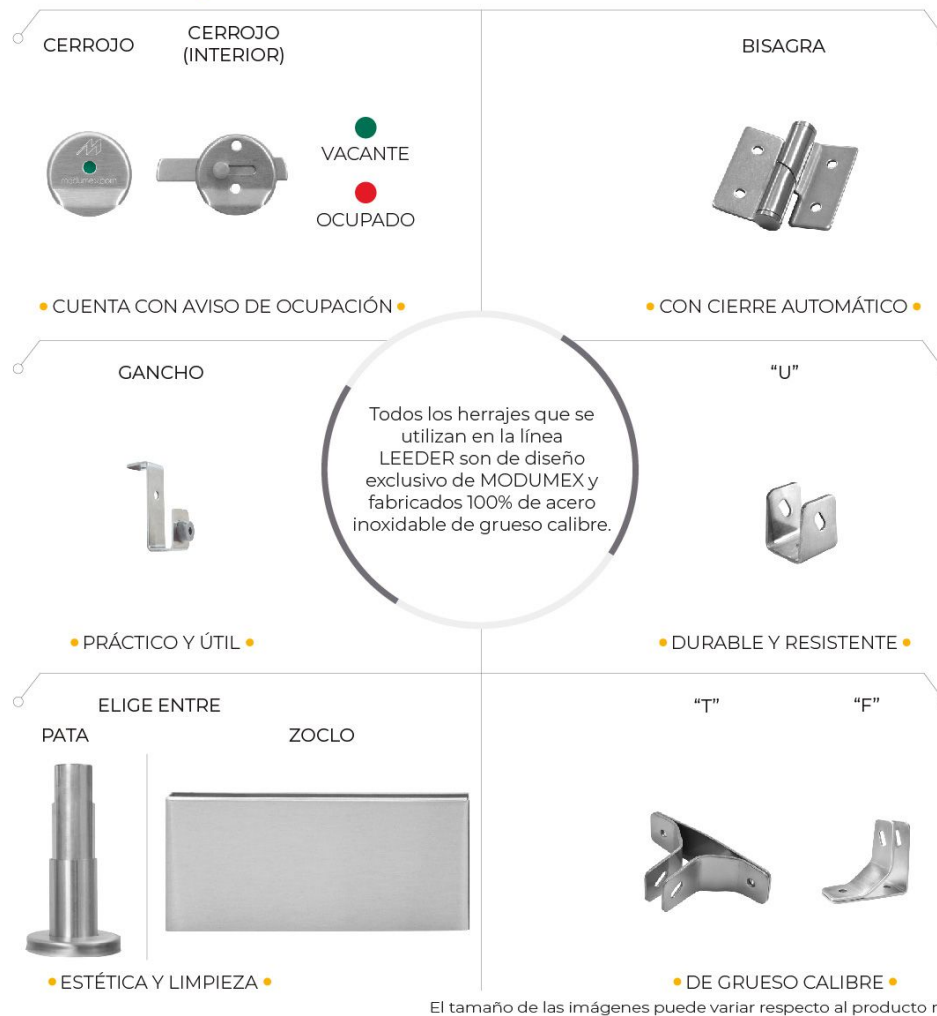 CERROJO
CERROJO
(INTERIOR)
VACANTE
OCUPADO
CUENTA CON AVISO DE OCUPACIÓN
BISAGRA
CON CIERRE AUTOMÁTICO
GANCHO
PRÁCTICO Y ÚTIL
Todos los herrajes que se
utilizan en la línea
LEEDER son de diseño
exclusivo de MODUMEX y
fabricados 100% de acero
inoxidable de grueso calibre.
"U"
DURABLE Y RESISTENTE
ELIGE ENTRE
PATA
ZOCLO
ESTÉTICA Y LIMPIEZA
"T"
"F"
DE GRUESO CALIBRE
El tamaño de las imágenes puede variar respecto al producto